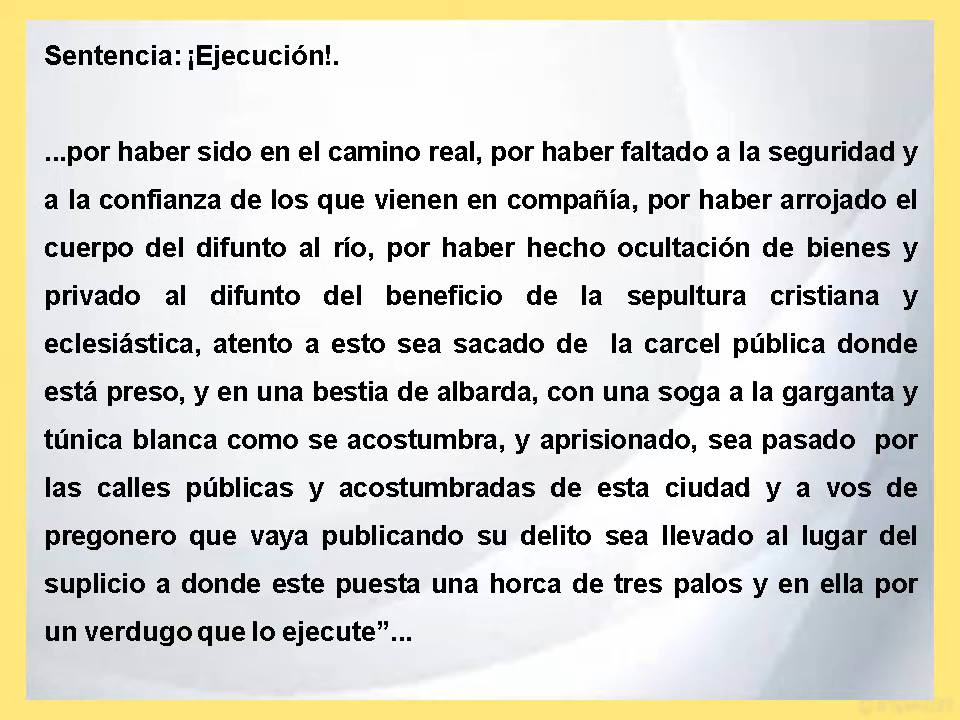 Sentencia: ¡Ejecución!.
...por haber sido en el camino real, por haber faltado a la seguridad y
a la confianza de los que vienen en compañía, por haber arrojado el
cuerpo del difunto al río, por haber hecho ocultación de bienes y
privado al difunto del beneficio de la sepultura cristiana y
eclesiástica, atento a esto sea sacado de la carcel pública donde
está preso, y en una bestia de albarda, con una soga a la garganta y
túnica blanca como se acostumbra, y aprisionado, sea pasado por
las calles públicas y acostumbradas de esta ciudad y a vos de
pregonero que vaya publicando su delito sea llevado al lugar del
suplicio a donde este puesta una horca de tres palos y en ella por
un verdugo que lo ejecute”...